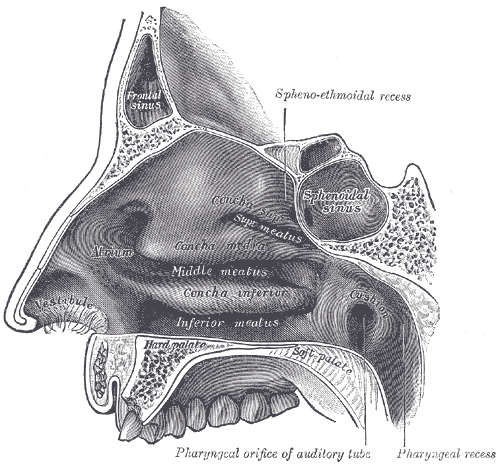 Frontal
sinus
Spheno-ethmoidal recess
Concha sup.
Supr meatus
Sphenoidal
sinus
Atrium
Concha media
Middle meatus
Concha inferior
Vestibule
Cushion
Inferior meatus
Hard palate
Soft palate
Pharyngeal orifice of auditory tube
Pharyngeal recess